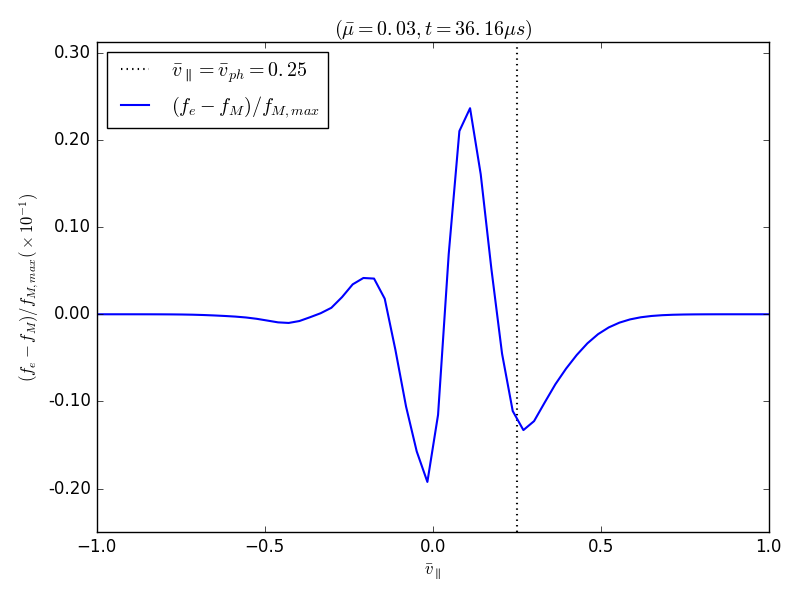 (μ̄ = 0.03, t = 36.16μs)
v̄∥ = v̄ph = 0.25
(fe − fM)/fM,max
0.30
0.20
0.10
0.00
-0.10
-0.20
(fe − fM)/fM,max(×10⁻¹)
−1.0 −0.5 0.0 0.5 1.0
v̄∥